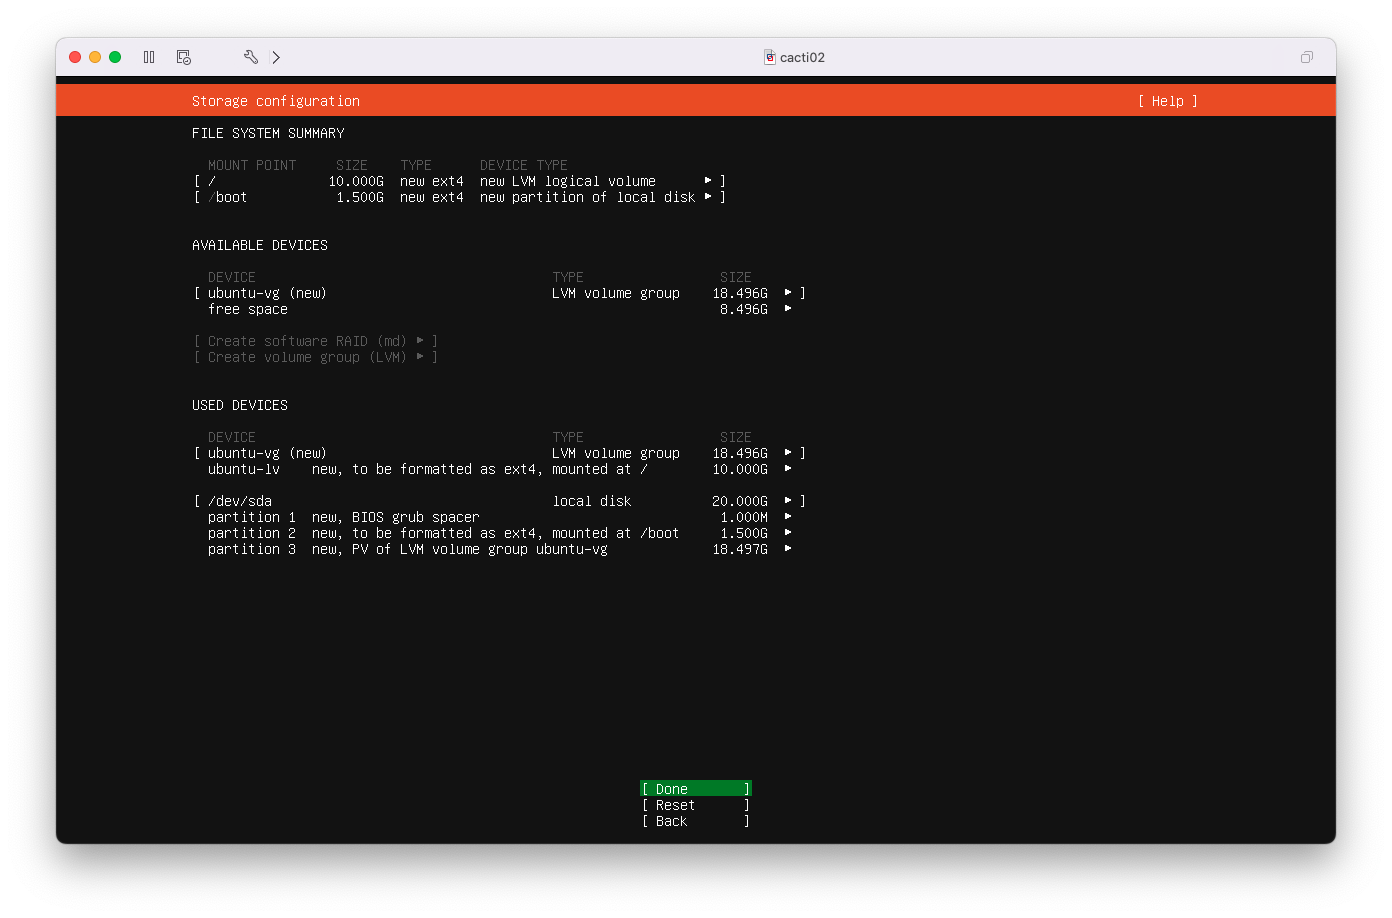 cacti02
Storage configuration [ Help ]
FILE SYSTEM SUMMARY
MOUNT POINT SIZE TYPE DEVICE TYPE
[ / 10.000G new ext4 new LVM logical volume ▸ ]
[ /boot 1.500G new ext4 new partition of local disk ▸ ]
AVAILABLE DEVICES
DEVICE TYPE SIZE
[ ubuntu-vg (new) LVM volume group 18.496G ▸ ]
free space 8.496G ▸
[ Create software RAID (md) ▸ ]
[ Create volume group (LVM) ▸ ]
USED DEVICES
DEVICE TYPE SIZE
[ ubuntu-vg (new) LVM volume group 18.496G ▸ ]
ubuntu-lv new, to be formatted as ext4, mounted at / 10.000G ▸
[ /dev/sda local disk 20.000G ▸ ]
partition 1 new, BIOS grub spacer 1.000M ▸
partition 2 new, to be formatted as ext4, mounted at /boot 1.500G ▸
partition 3 new, PV of LVM volume group ubuntu-vg 18.497G ▸
[ Done ]
[ Reset ]
[ Back ]